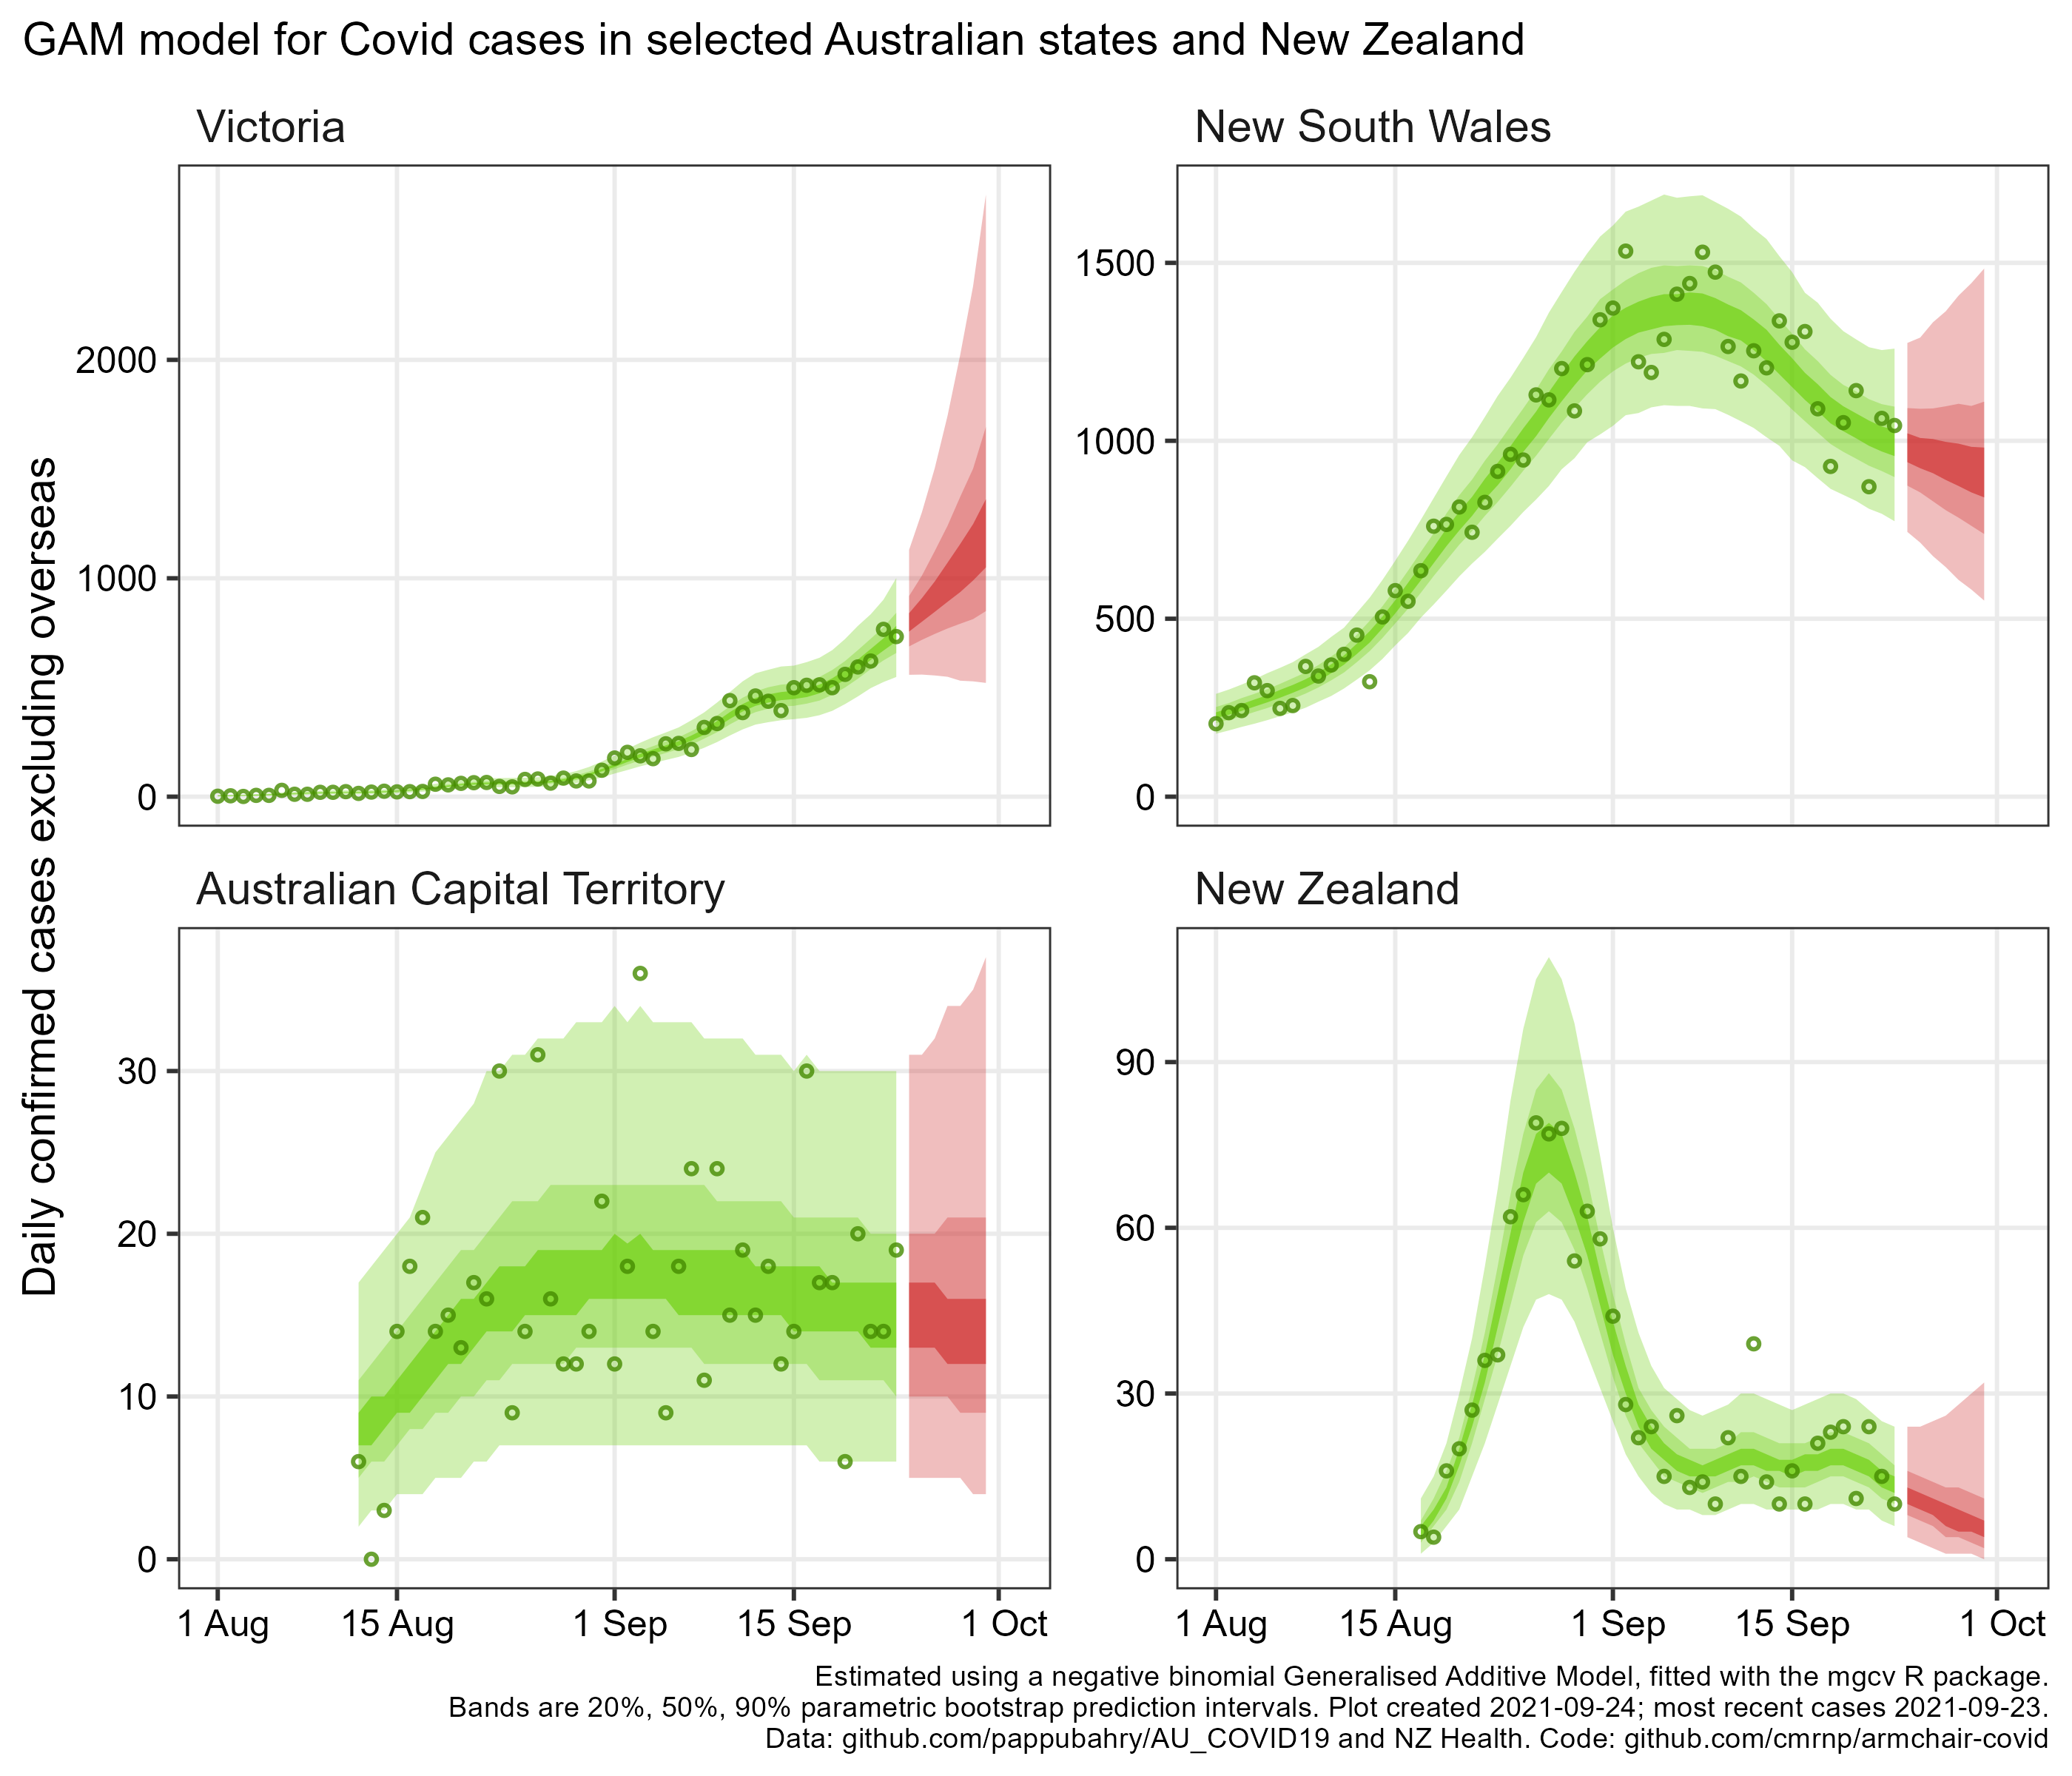 GAM model for Covid cases in selected Australian states and New Zealand
Daily confirmed cases excluding overseas
Victoria
2000
1000
0
New South Wales
1500
1000
500
0
Australian Capital Territory
30
20
10
0
1 Aug 15 Aug 1 Sep 15 Sep 1 Oct
New Zealand
90
60
30
0
1 Aug 15 Aug 1 Sep 15 Sep 1 Oct
Estimated using a negative binomial Generalised Additive Model, fitted with the mgcv R package.
Bands are 20%, 50%, 90% parametric bootstrap prediction intervals. Plot created 2021-09-24; most recent cases 2021-09-23.
Data: github.com/pappubahry/AU_COVID19 and NZ Health. Code: github.com/cmrnp/armchair-covid